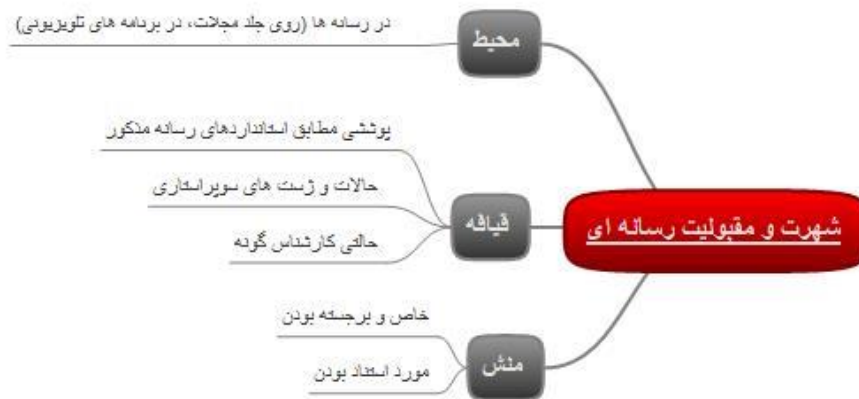 شهرت و مقبولیت رسانه ای
محیط
در رسانه ها (روی جلد مجلات، در برنامه های تلویزیونی)
قیافه
پوششی مطابق استانداردهای رسانه مذکور
حالات و ژست های سوپراستاری
حالتی کارشناس گونه
منش
خاص و برجسته بودن
مورد استناد بودن